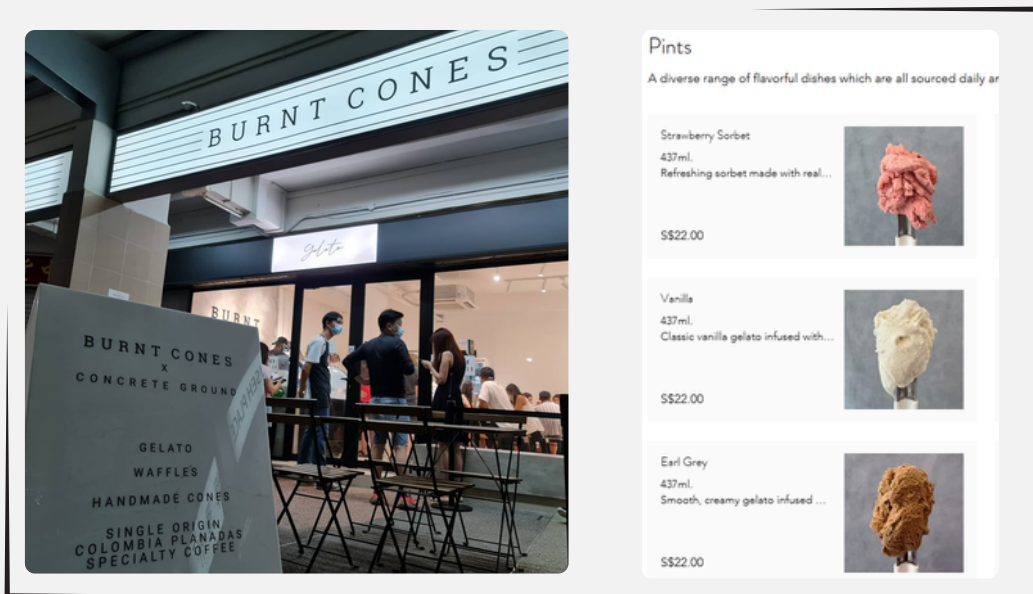 BURNT CONES
gelato
BURNT
BURNT CONES
X
CONCRETE GROUND
GELATO
WAFFLES
HANDMADE CONES
SINGLE ORIGIN
COLOMBIA PLANADAS
SPECIALTY COFFEE
Pints
A diverse range of flavorful dishes which are all sourced daily ar
Strawberry Sorbet
437ml.
Refreshing sorbet made with real...
S$22.00
Vanilla
437ml.
Classic vanilla gelato infused with...
S$22.00
Earl Grey
437ml.
Smooth, creamy gelato infused ...
S$22.00